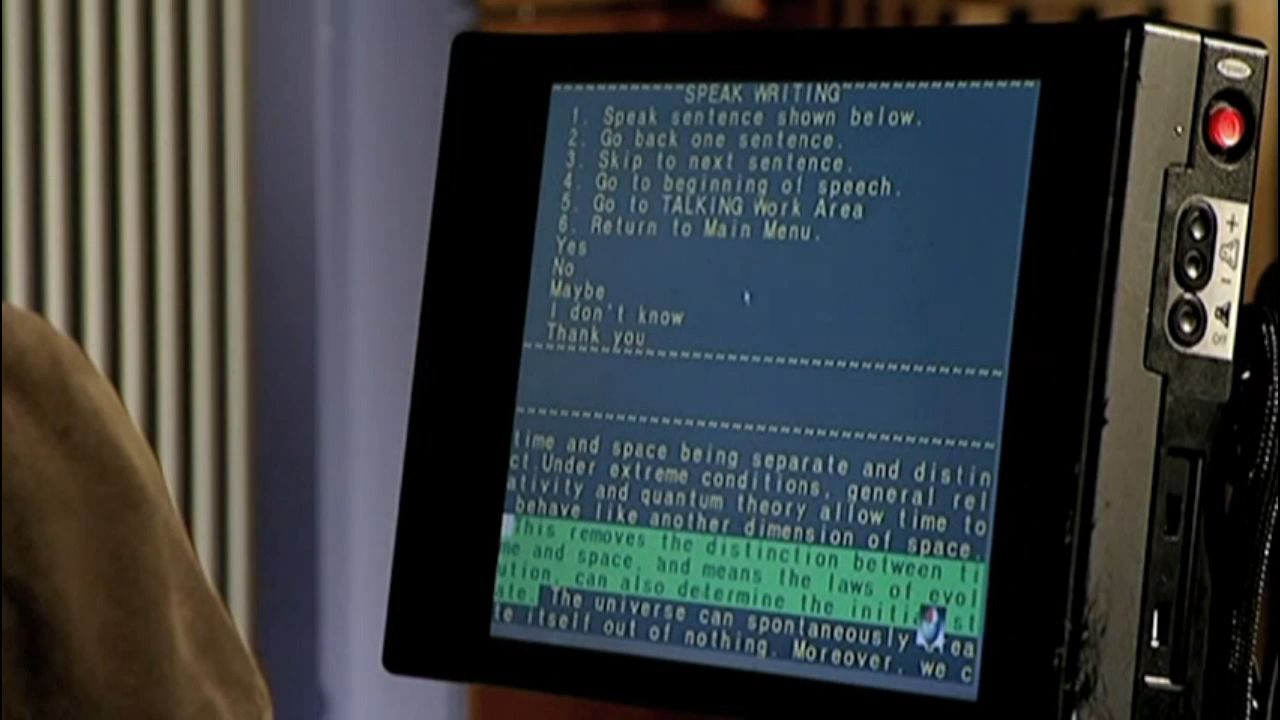 SPEAK WRITING
1. Speak sentence shown below.
2. Go back one sentence.
3. Skip to next sentence.
4. Go to beginning of speech.
5. Go to TALKING Work Area
6. Return to Main Menu.
Yes
No
Maybe
I don't know
Thank you
time and space being separate and distin
ct.Under extreme conditions, general rel
ativity and quantum theory allow time to
behave like another dimension of space.
This removes the distinction between ti
me and space, and means the laws of evol
ution, can also determine the initi st
ate. The universe can spontaneously ea
te itself out of nothing. Moreover, we c
+
-
OFF